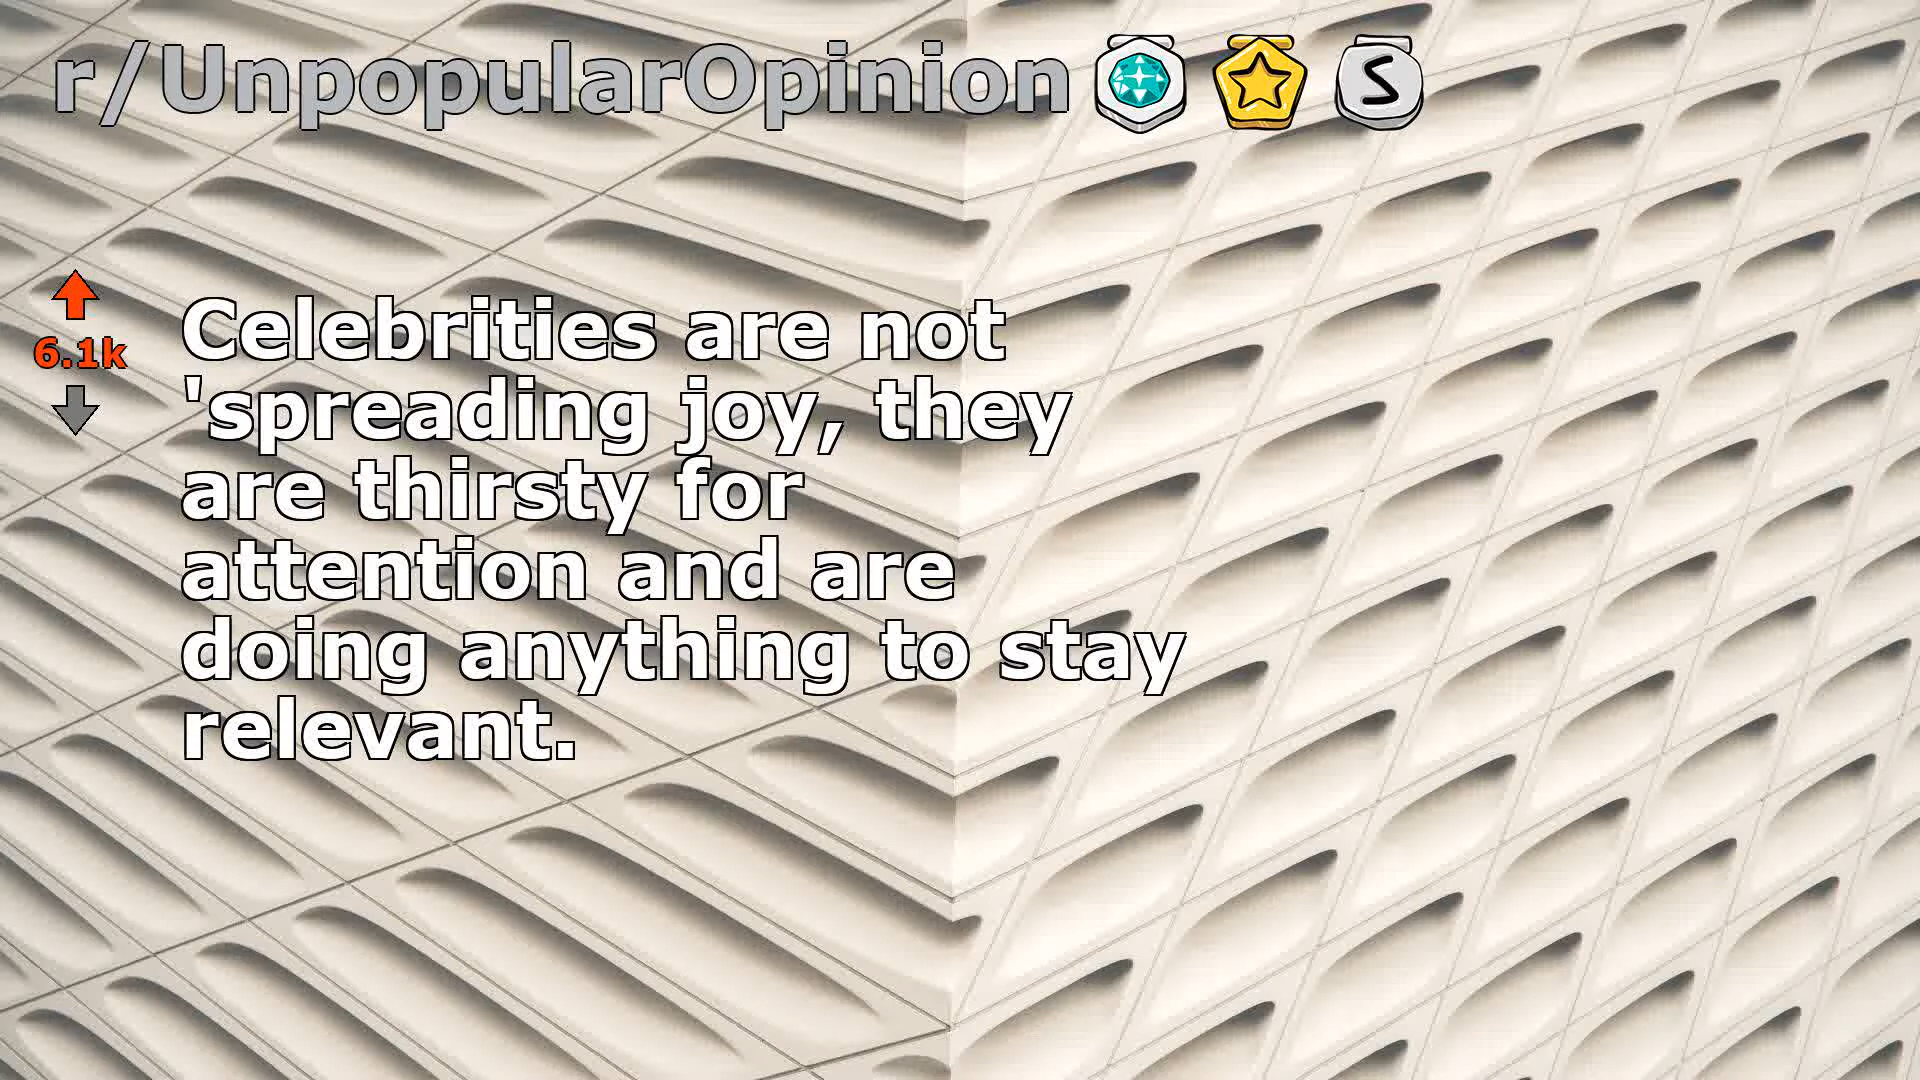 r/UnpopularOpinion
S
6.1k
Celebrities are not
'spreading joy, they
are thirsty for
attention and are
doing anything to stay
relevant.